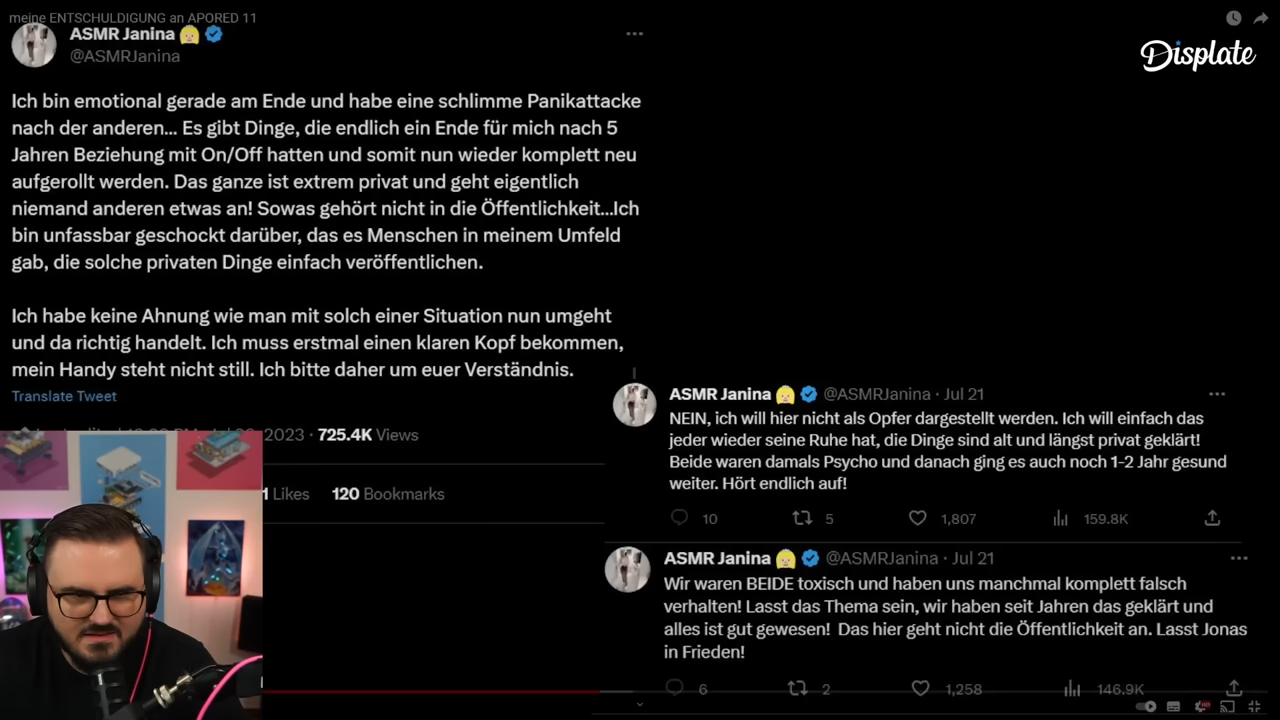 meine ENTSCHULDIGUNG an APORED 11
ASMR Janina
@ASMRJanina
Displate
Ich bin emotional gerade am Ende und habe eine schlimme Panikattacke
nach der anderen... Es gibt Dinge, die endlich ein Ende für mich nach 5
Jahren Beziehung mit On/Off hatten und somit nun wieder komplett neu
aufgerollt werden. Das ganze ist extrem privat und geht eigentlich
niemand anderen etwas an! Sowas gehört nicht in die Öffentlichkeit...Ich
bin unfassbar geschockt darüber, das es Menschen in meinem Umfeld
gab, die solche privaten Dinge einfach veröffentlichen.
Ich habe keine Ahnung wie man mit solch einer Situation nun umgeht
und da richtig handelt. Ich muss erstmal einen klaren Kopf bekommen,
mein Handy steht nicht still. Ich bitte daher um euer Verständnis.
Translate Tweet
2023 · 725.4K Views
Likes 120 Bookmarks
ASMR Janina @ASMRJanina · Jul 21
NEIN, ich will hier nicht als Opfer dargestellt werden. Ich will einfach das
jeder wieder seine Ruhe hat, die Dinge sind alt und längst privat geklärt!
Beide waren damals Psycho und danach ging es auch noch 1-2 Jahr gesund
weiter. Hört endlich auf!
10 5 1,807 159.8K
ASMR Janina @ASMRJanina · Jul 21
Wir waren BEIDE toxisch und haben uns manchmal komplett falsch
verhalten! Lasst das Thema sein, wir haben seit Jahren das geklärt und
alles ist gut gewesen! Das hier geht nicht die Öffentlichkeit an. Lasst Jonas
in Frieden!
6 2 1,258 146.9K